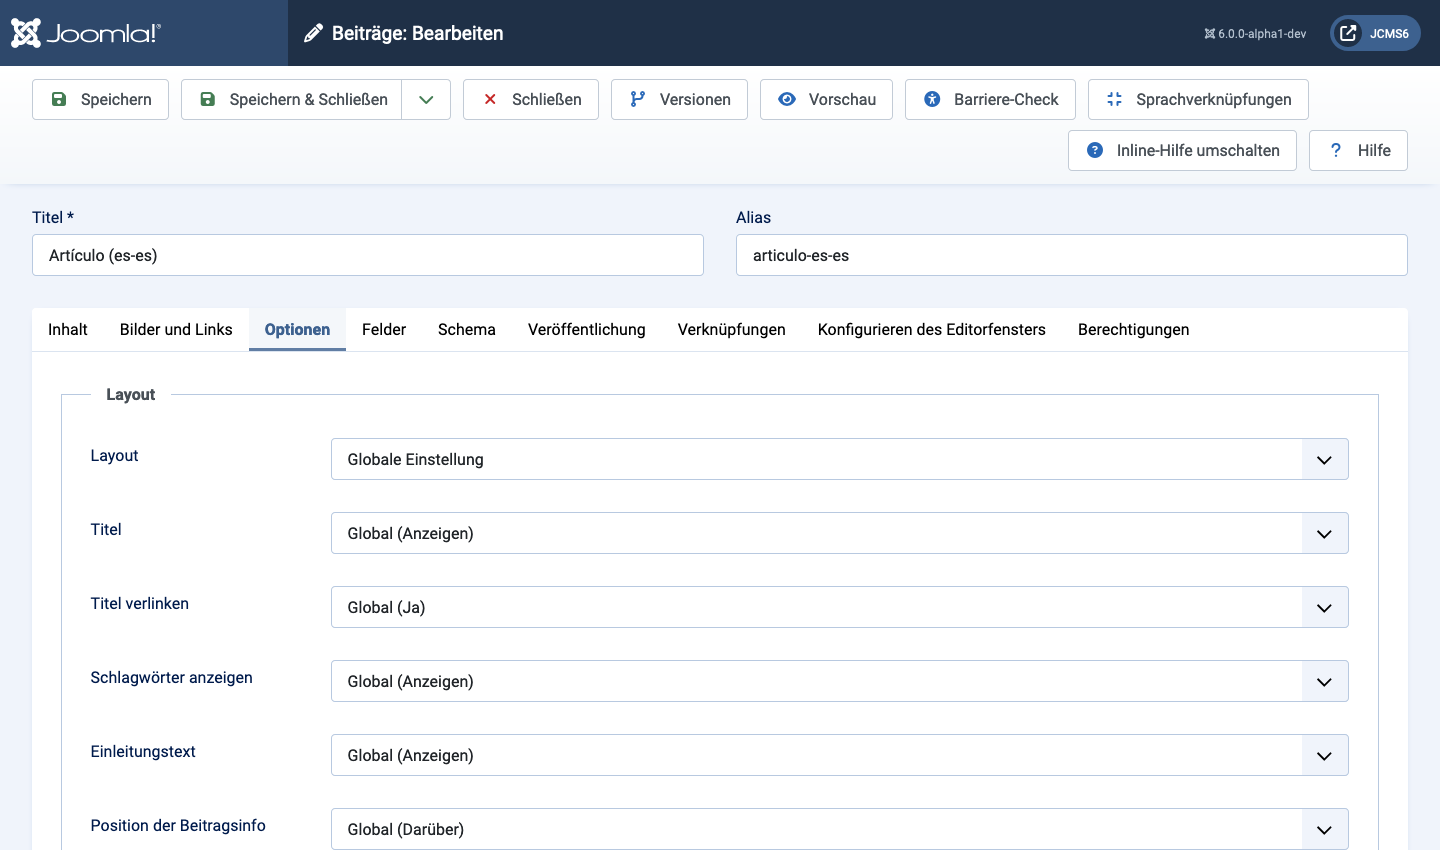 Joomla!®
Beiträge: Bearbeiten
6.0.0-alpha1-dev
JCMS6
Speichern
Speichern & Schließen
Schließen
Versionen
Vorschau
Barriere-Check
Sprachverknüpfungen
Inline-Hilfe umschalten
Hilfe
Titel *
Alias
Artículo (es-es)
articulo-es-es
Inhalt
Bilder und Links
Optionen
Felder
Schema
Veröffentlichung
Verknüpfungen
Konfigurieren des Editorfensters
Berechtigungen
Layout
Layout
Globale Einstellung
Titel
Global (Anzeigen)
Titel verlinken
Global (Ja)
Schlagwörter anzeigen
Global (Anzeigen)
Einleitungstext
Global (Anzeigen)
Position der Beitragsinfo
Global (Darüber)